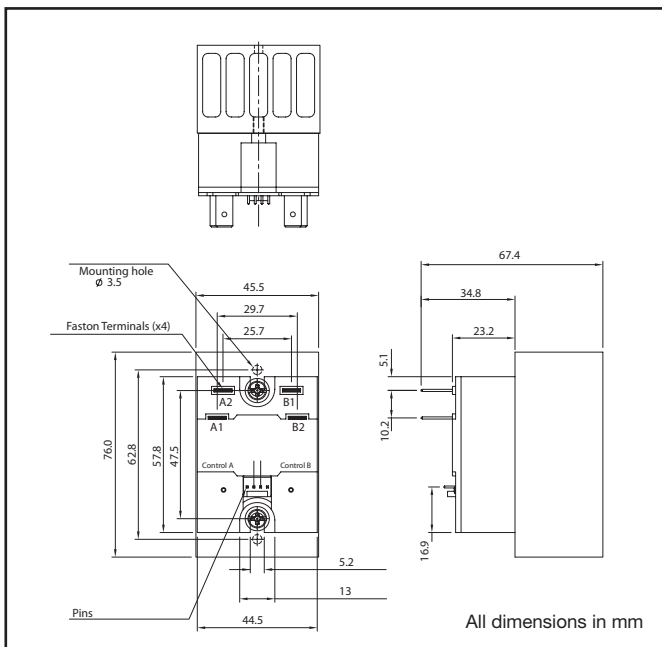 Mounting hole
ϕ 3.5
45.5
29.7
Faston Terminals (x4)
25.7
67.4
34.8
23.2
5.1
10.2
16.9
76.0
62.8
57.8
47.5
A2
B1
A1
B2
Control A
Control B
5.2
13
Pins
44.5
All dimensions in mm